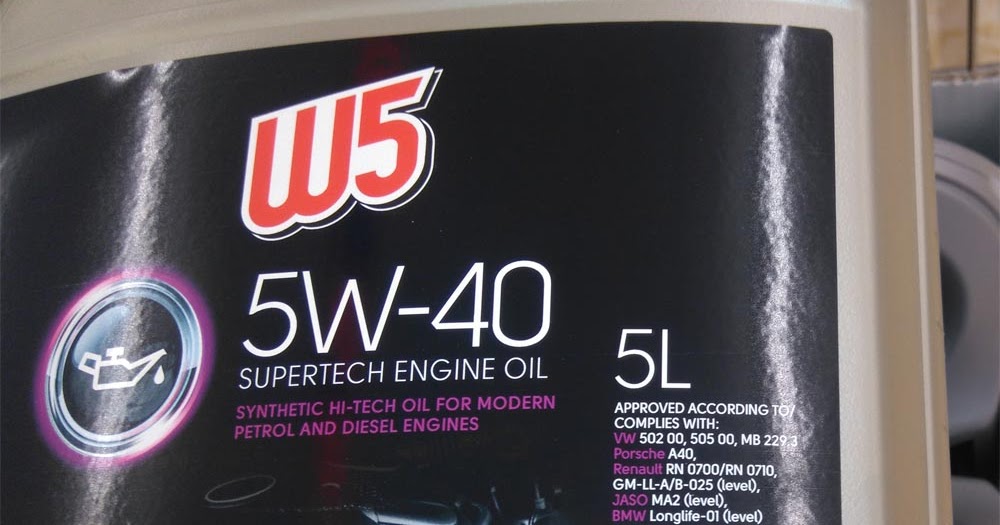 W5
5W-40
SUPERTECH ENGINE OIL
SYNTHETIC HI-TECH OIL FOR MODERN
PETROL AND DIESEL ENGINES
5L
APPROVED ACCORDING TO/
COMPLIES WITH:
VW 502 00, 505 00, MB 229.3
Porsche A40,
Renault RN 0700/RN 0710,
GM-LL-A/B-025 (level),
JASO MA2 (level),
BMW Longlife-01 (level)